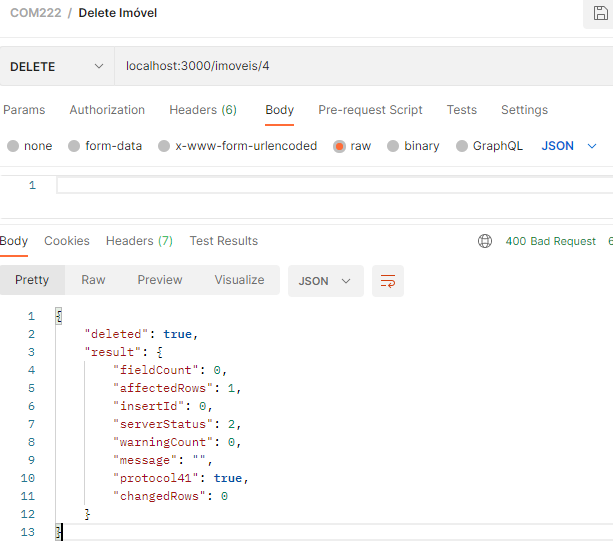 COM222 / Delete Imóvel
DELETE localhost:3000/imoveis/4
Params Authorization Headers (6) Body Pre-request Script Tests Settings
none form-data x-www-form-urlencoded raw binary GraphQL JSON
1
Body Cookies Headers (7) Test Results 400 Bad Request
Pretty Raw Preview Visualize JSON
1 {
2 "deleted": true,
3 "result": {
4 "fieldCount": 0,
5 "affectedRows": 1,
6 "insertId": 0,
7 "serverStatus": 2,
8 "warningCount": 0,
9 "message": "",
10 "protocol41": true,
11 "changedRows": 0
12 }
13 }